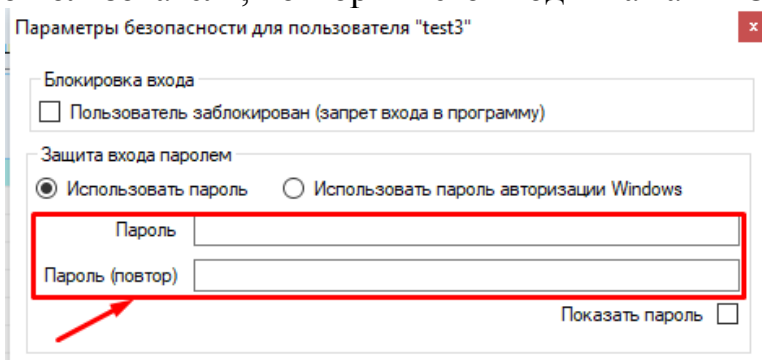 Параметры безопасности для пользователя "test3"
x
Блокировка входа
Пользователь заблокирован (запрет входа в программу)
Защита входа паролем
Использовать пароль Использовать пароль авторизации Windows
Пароль
Пароль (повтор)
Показать пароль